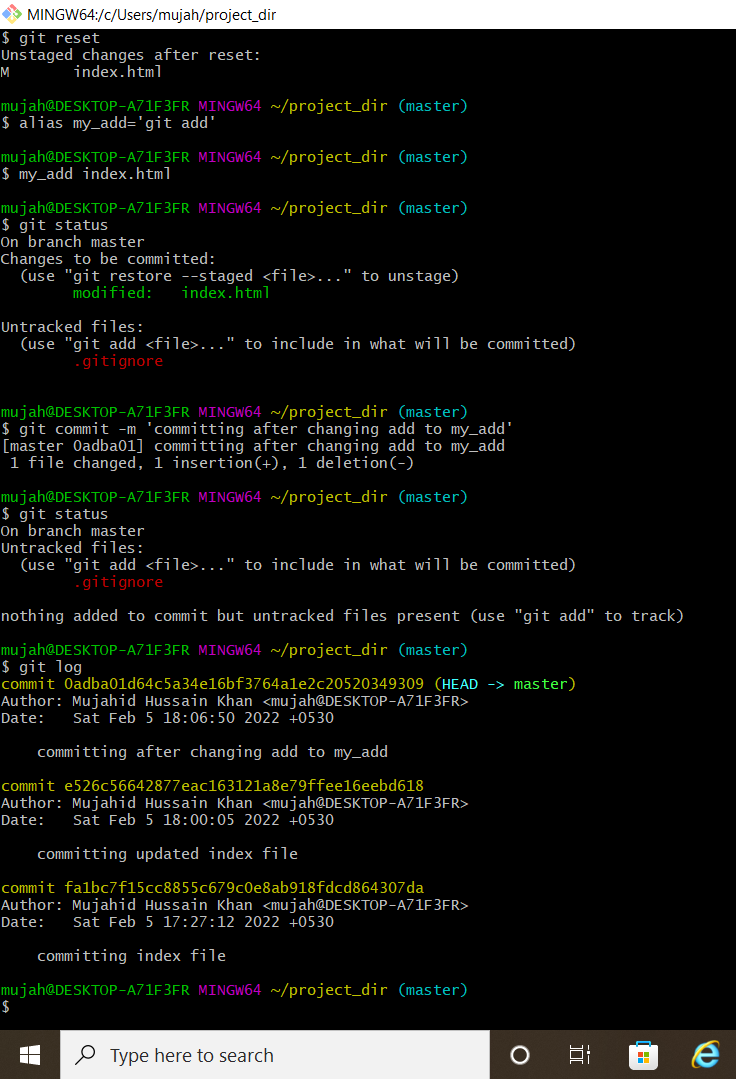 MINGW64:/c/Users/mujah/project_dir
$ git reset
Unstaged changes after reset:
M       index.html
mujah@DESKTOP-A71F3FR MINGW64 ~/project_dir (master)
$ alias my_add='git add'
mujah@DESKTOP-A71F3FR MINGW64 ~/project_dir (master)
$ my_add index.html
mujah@DESKTOP-A71F3FR MINGW64 ~/project_dir (master)
$ git status
On branch master
Changes to be committed:
  (use "git restore --staged <file>..." to unstage)
        modified:   index.html
Untracked files:
  (use "git add <file>..." to include in what will be committed)
        .gitignore
mujah@DESKTOP-A71F3FR MINGW64 ~/project_dir (master)
$ git commit -m 'committing after changing add to my_add'
[master 0adba01] committing after changing add to my_add
 1 file changed, 1 insertion(+), 1 deletion(-)
mujah@DESKTOP-A71F3FR MINGW64 ~/project_dir (master)
$ git status
On branch master
Untracked files:
  (use "git add <file>..." to include in what will be committed)
        .gitignore
nothing added to commit but untracked files present (use "git add" to track)
mujah@DESKTOP-A71F3FR MINGW64 ~/project_dir (master)
$ git log
commit 0adba01d64c5a34e16bf3764a1e2c20520349309 (HEAD -> master)
Author: Mujahid Hussain Khan <mujah@DESKTOP-A71F3FR>
Date:   Sat Feb 5 18:06:50 2022 +0530
    committing after changing add to my_add
commit e526c56642877eac163121a8e79ffee16eebd618
Author: Mujahid Hussain Khan <mujah@DESKTOP-A71F3FR>
Date:   Sat Feb 5 18:00:05 2022 +0530
    committing updated index file
commit fa1bc7f15cc8855c679c0e8ab918fdcd864307da
Author: Mujahid Hussain Khan <mujah@DESKTOP-A71F3FR>
Date:   Sat Feb 5 17:27:12 2022 +0530
    committing index file
mujah@DESKTOP-A71F3FR MINGW64 ~/project_dir (master)
$
Type here to search